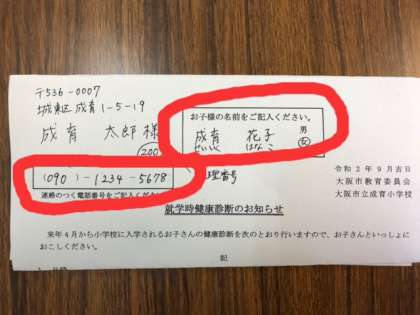 〒536-0007
城東区成育1-5-19
成育 太郎様
200
(090)-1234-5678
連絡のつく電話番号をご記入ください
お子様の名前をご記入ください。
成育 花子
せいいく はなこ
男
女
理番号
令和2年9月吉日
大阪市教育委員会
大阪市立成育小学校
就学時健康診断のお知らせ
来年4月から小学校に入学されるお子さんの健康診断を次のとおり行いますので、お子さんといっしょに
おこしください。
記